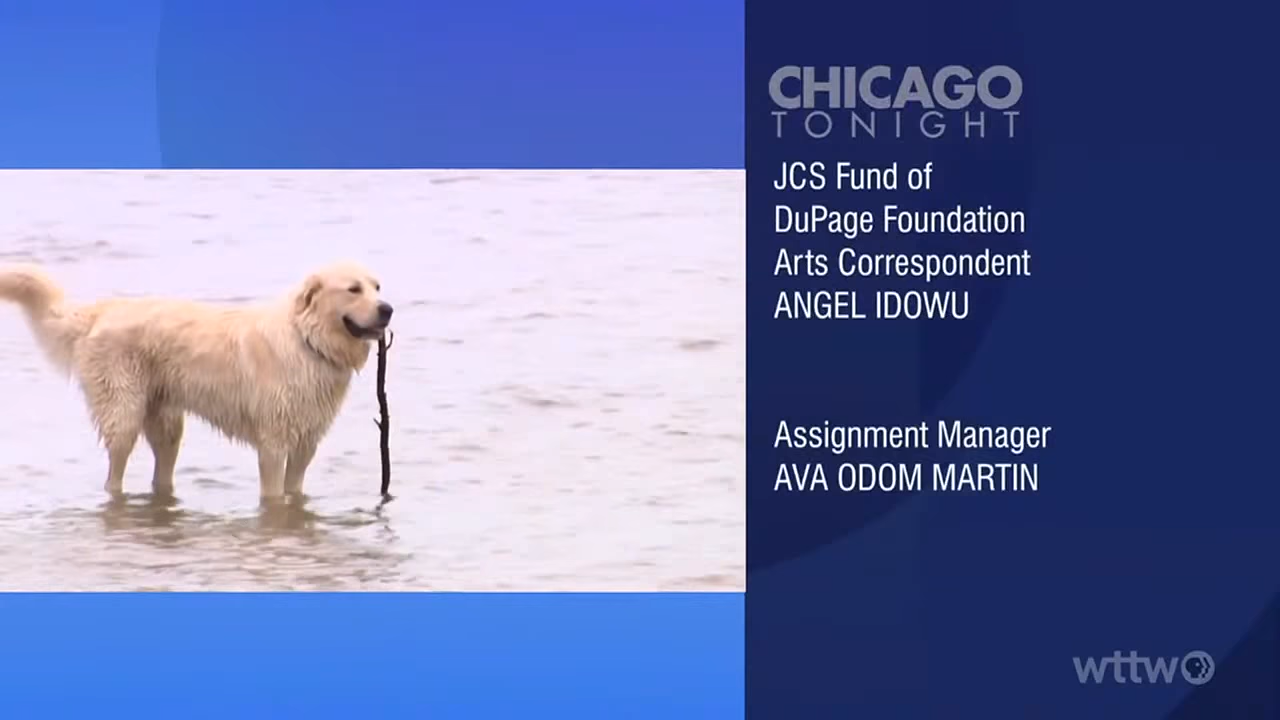 CHICAGO
TONIGHT
JCS Fund of
DuPage Foundation
Arts Correspondent
ANGEL IDOWU
Assignment Manager
AVA ODOM MARTIN
wttw